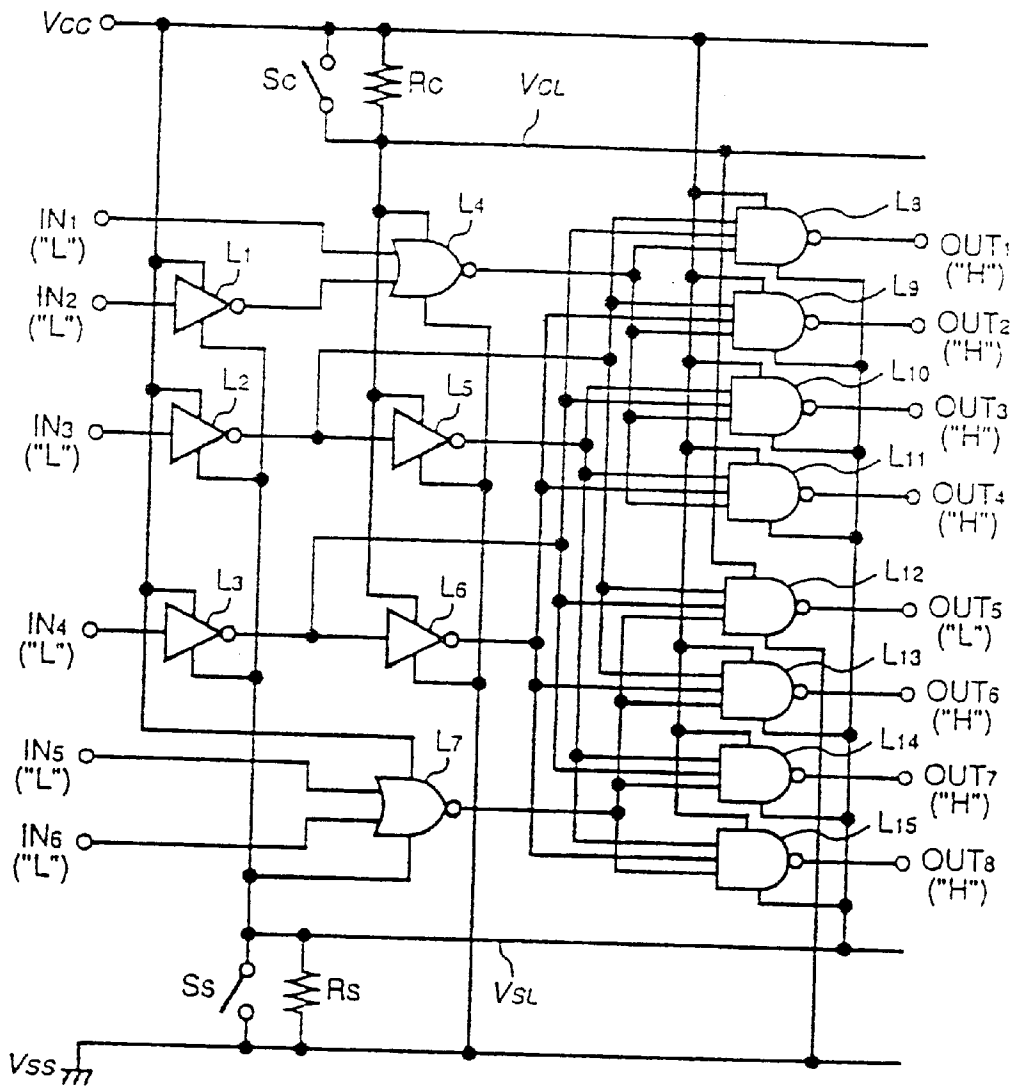 VCC
SC
RC
VCL
IN1
("L")
L1
L4
L8
OUT1
("H")
IN2
("L")
L9
OUT2
("H")
IN3
("L")
L2
L5
L10
OUT3
("H")
L11
OUT4
("H")
IN4
("L")
L3
L6
L12
OUT5
("L")
L13
OUT6
("H")
IN5
("L")
L7
L14
OUT7
("H")
IN6
("L")
L15
OUT8
("H")
SS
RS
VSL
VSS